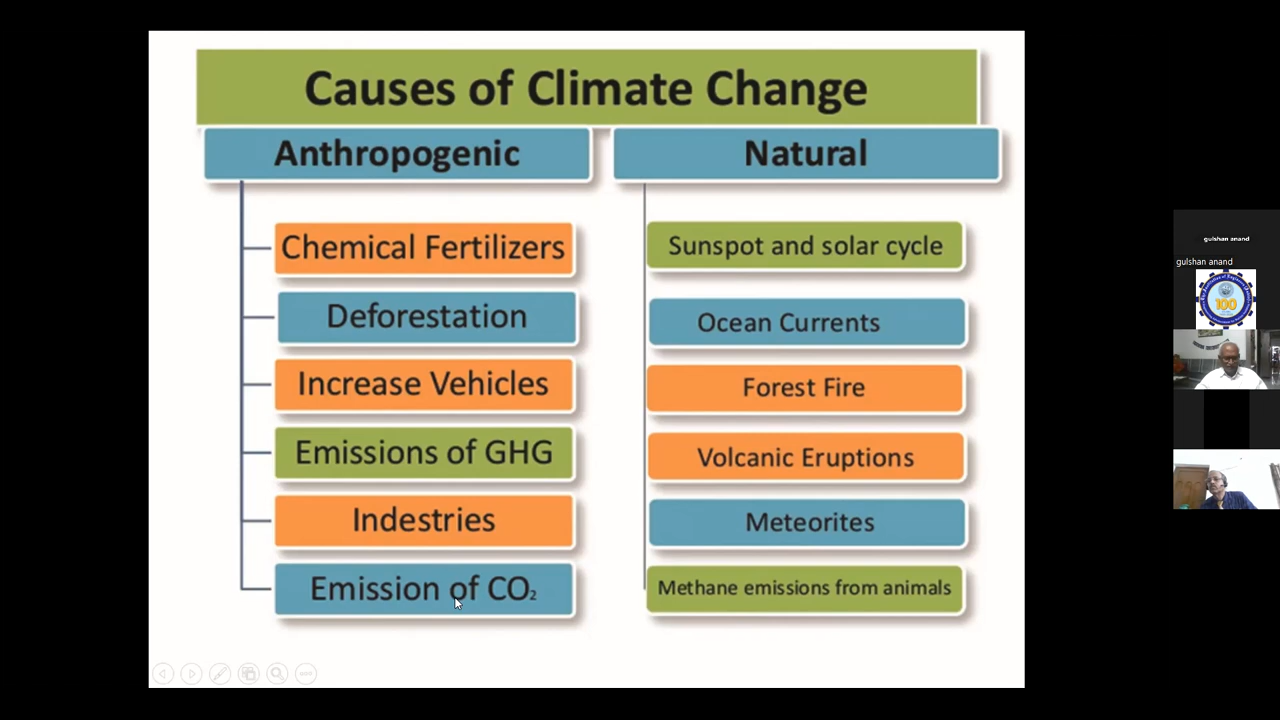 Causes of Climate Change
Anthropogenic
Natural
Chemical Fertilizers
Deforestation
Increase Vehicles
Emissions of GHG
Indestries
Emission of CO₂
Sunspot and solar cycle
Ocean Currents
Forest Fire
Volcanic Eruptions
Meteorites
Methane emissions from animals
gulshan anand
gulshan anand
100